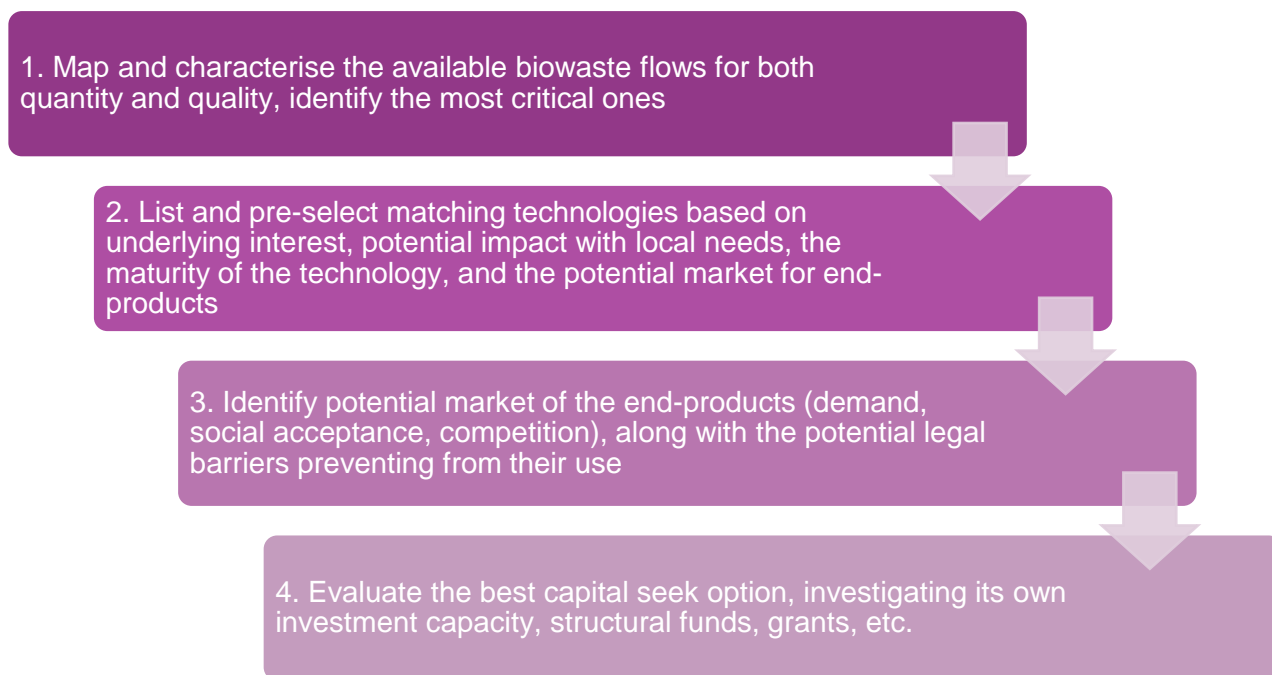 1. Map and characterise the available biowaste flows for both
quantity and quality, identify the most critical ones
2. List and pre-select matching technologies based on
underlying interest, potential impact with local needs, the
maturity of the technology, and the potential market for end-
products
3. Identify potential market of the end-products (demand,
social acceptance, competition), along with the potential legal
barriers preventing from their use
4. Evaluate the best capital seek option, investigating its own
investment capacity, structural funds, grants, etc.